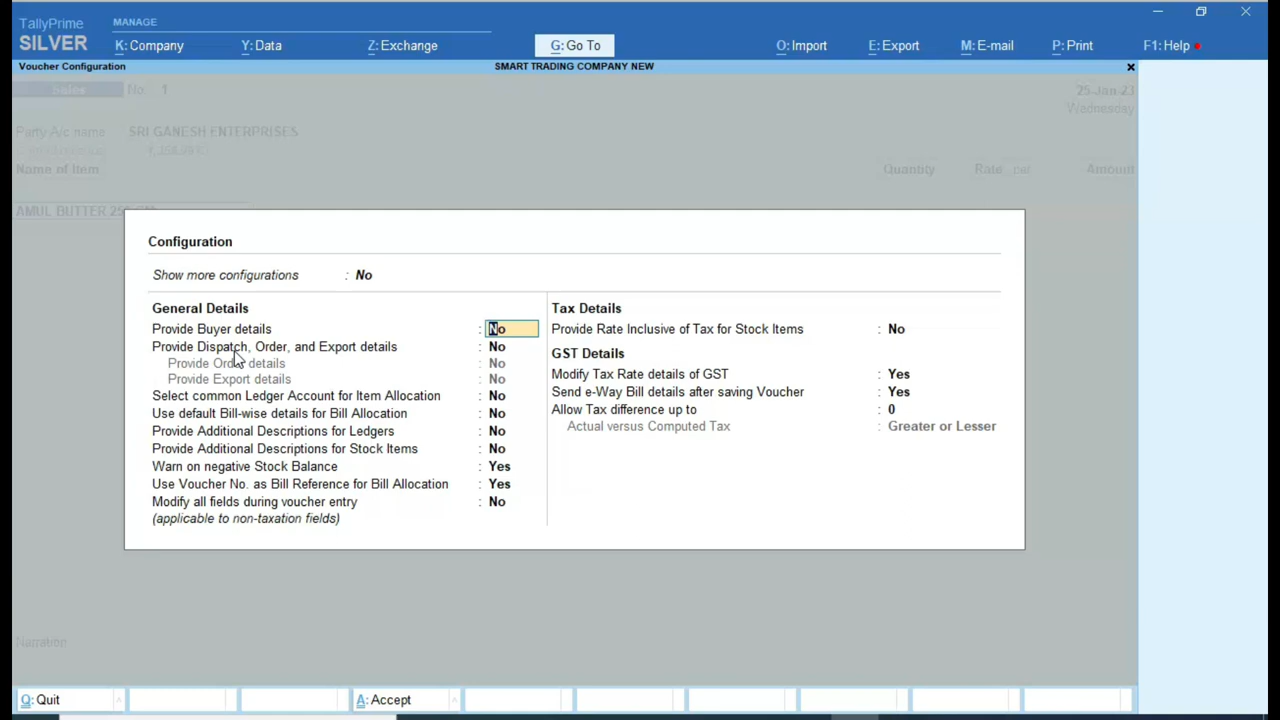 TallyPrime
MANAGE
SILVER
K: Company
Y: Data
Z: Exchange
G: Go To
O: Import
E: Export
M: E-mail
P: Print
F1: Help
Voucher Configuration
SMART TRADING COMPANY NEW
Sales No. 1
25-Jan-23
Wednesday
Party A/c name SRI GANESH ENTERPRISES
Name of Item Quantity Rate per Amount
AMUL BUTTER
Configuration
Show more configurations : No
General Details
Provide Buyer details : No
Provide Dispatch, Order, and Export details : No
Provide Order details : No
Provide Export details : No
Select common Ledger Account for Item Allocation : No
Use default Bill-wise details for Bill Allocation : No
Provide Additional Descriptions for Ledgers : No
Provide Additional Descriptions for Stock Items : No
Warn on negative Stock Balance : Yes
Use Voucher No. as Bill Reference for Bill Allocation : Yes
Modify all fields during voucher entry : No
(applicable to non-taxation fields)
Tax Details
Provide Rate Inclusive of Tax for Stock Items : No
GST Details
Modify Tax Rate details of GST : Yes
Send e-Way Bill details after saving Voucher : Yes
Allow Tax difference up to : 0
Actual versus Computed Tax : Greater or Lesser
Narration
Q: Quit
A: Accept